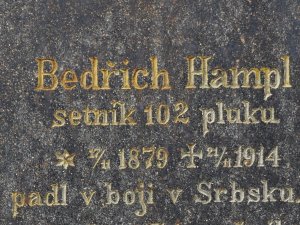 Bedřich Hampl
setník 102 pluku
1879 ✢ 1914
padl v boji v Srbsku.